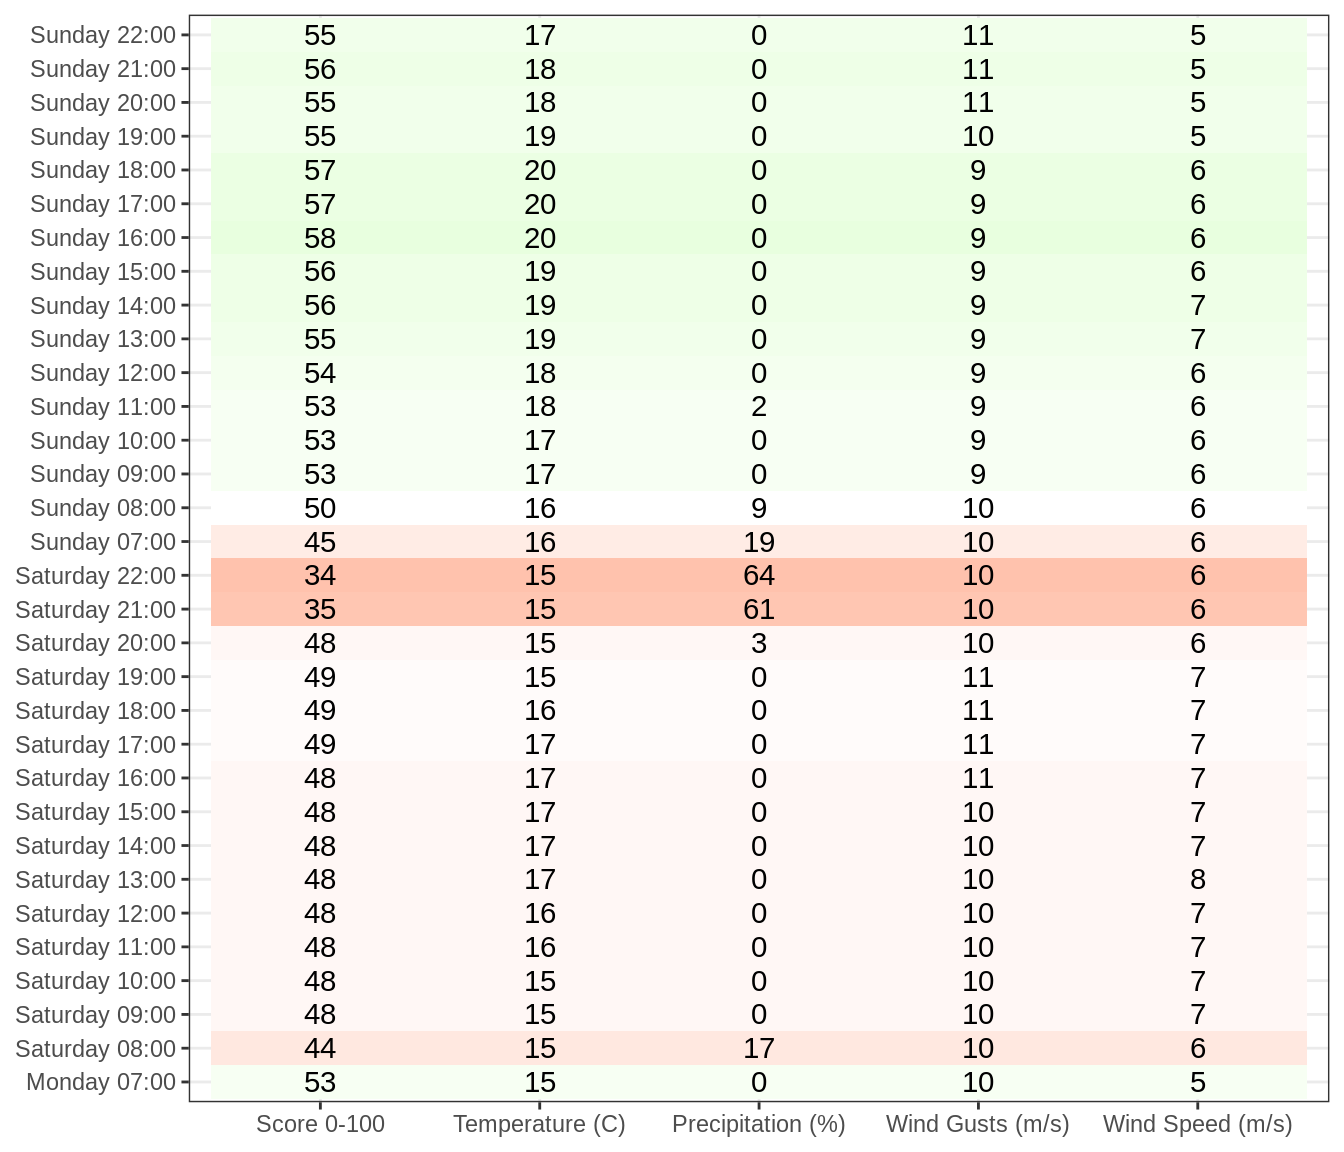 Sunday 22:00 55 17 0 11 5
Sunday 21:00 56 18 0 11 5
Sunday 20:00 55 18 0 11 5
Sunday 19:00 55 19 0 10 5
Sunday 18:00 57 20 0 9 6
Sunday 17:00 57 20 0 9 6
Sunday 16:00 58 20 0 9 6
Sunday 15:00 56 19 0 9 6
Sunday 14:00 56 19 0 9 7
Sunday 13:00 55 19 0 9 7
Sunday 12:00 54 18 0 9 6
Sunday 11:00 53 18 2 9 6
Sunday 10:00 53 17 0 9 6
Sunday 09:00 53 17 0 9 6
Sunday 08:00 50 16 9 10 6
Sunday 07:00 45 16 19 10 6
Saturday 22:00 34 15 64 10 6
Saturday 21:00 35 15 61 10 6
Saturday 20:00 48 15 3 10 6
Saturday 19:00 49 15 0 11 7
Saturday 18:00 49 16 0 11 7
Saturday 17:00 49 17 0 11 7
Saturday 16:00 48 17 0 11 7
Saturday 15:00 48 17 0 10 7
Saturday 14:00 48 17 0 10 7
Saturday 13:00 48 17 0 10 8
Saturday 12:00 48 16 0 10 7
Saturday 11:00 48 16 0 10 7
Saturday 10:00 48 15 0 10 7
Saturday 09:00 48 15 0 10 7
Saturday 08:00 44 15 17 10 6
Monday 07:00 53 15 0 10 5
Score 0-100 Temperature (C) Precipitation (%) Wind Gusts (m/s) Wind Speed (m/s)